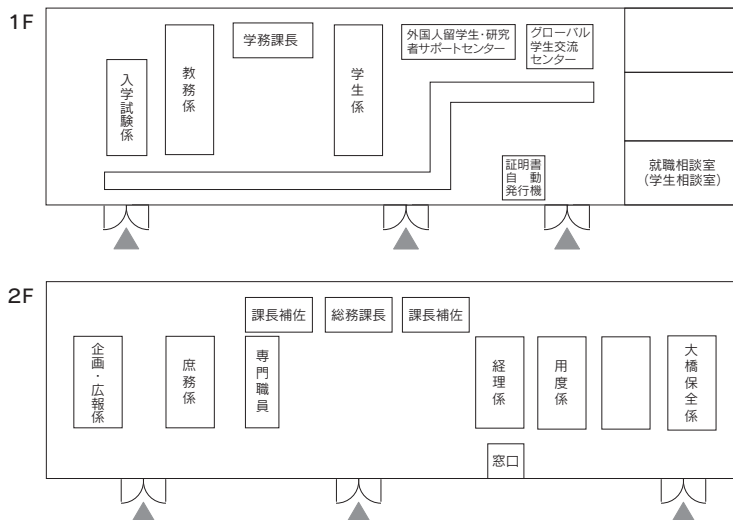 1F
学務課長
外国人留学生・研究
者サポートセンター
グローバル
学生交流
センター
入学試験係
教務係
学生係
証明書
自動
発行機
就職相談室
（学生相談室）
2F
課長補佐
総務課長
課長補佐
企画・広報係
庶務係
専門職員
経理係
用度係
大橋保全係
窓口